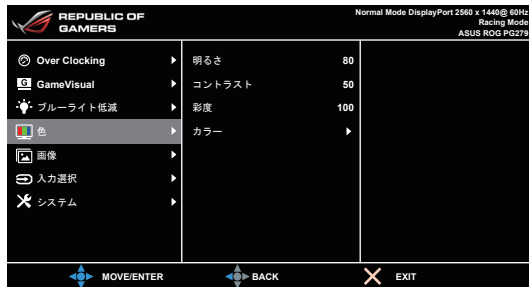 REPUBLIC OF
GAMERS
Normal Mode DisplayPort 2560 x 1440@ 60Hz
Racing Mode
ASUS ROG PG279
Over Clocking
G GameVisual
ブルーライト低減
色
画像
入力選択
システム
明るさ 80
コントラスト 50
彩度 100
カラー
MOVE/ENTER
BACK
EXIT